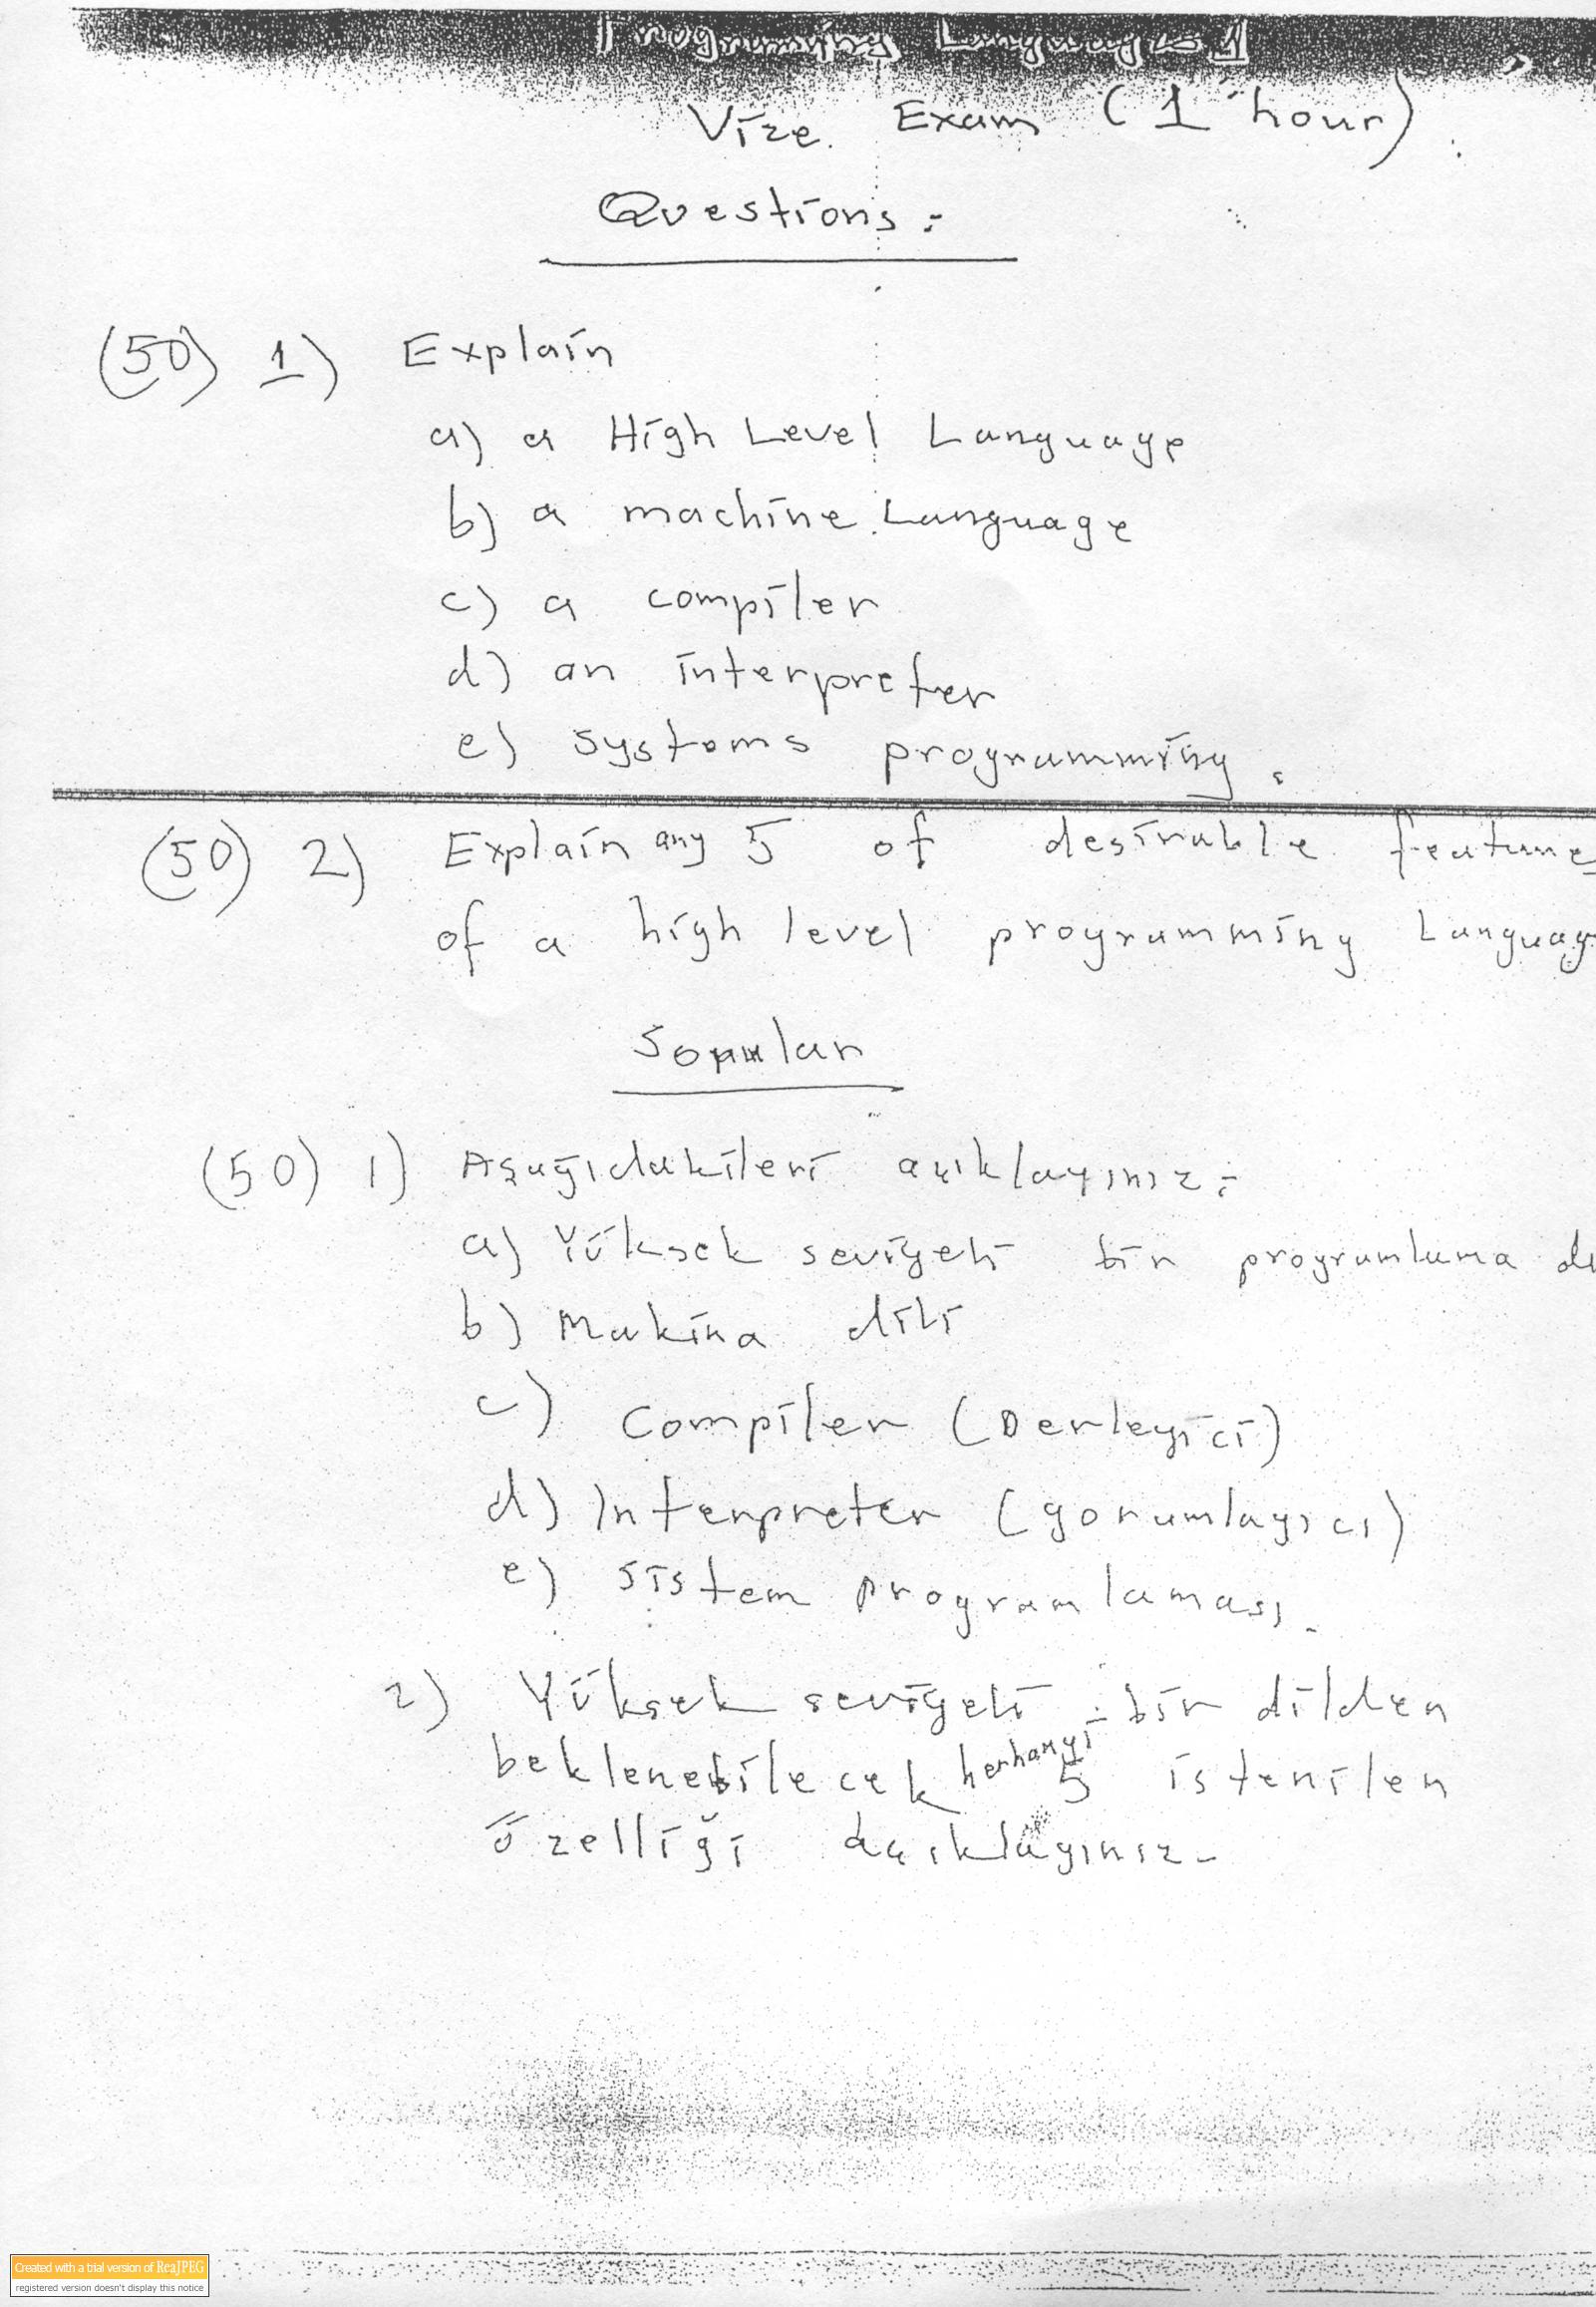 Programming Languages 1
Vize Exam (1 hour).
Questions:
(50) 1) Explain
a) a High Level Language
b) a machine Language
c) a compiler
d) an interpreter
e) systems programming.
(50) 2) Explain any 5 of desirable feature
of a high level programming Languag
Sorular
(50) 1) Aşağıdakileri açıklayınız:
a) Yüksek seviyeli bir programlama di
b) Makina dili
c) Compiler (Derleyici)
d) Interpreter (yorumlayıcı)
e) Sistem programlaması.
2) Yüksek seviyeli bir dilden
beklenebilecek herhangi 5 istenilen
özelliği açıklayınız.
Created with a trial version of ReaJPEG
registered version doesn't display this notice